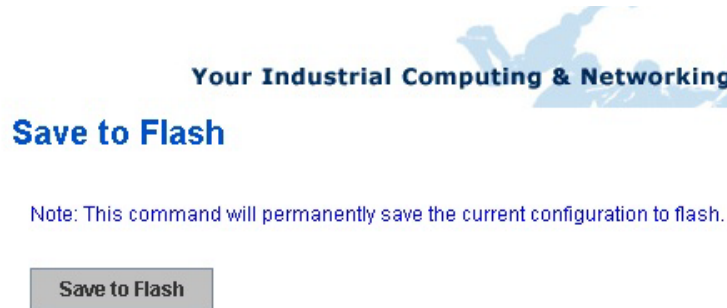 Your Industrial Computing & Networking
Save to Flash
Note: This command will permanently save the current configuration to flash.
Save to Flash